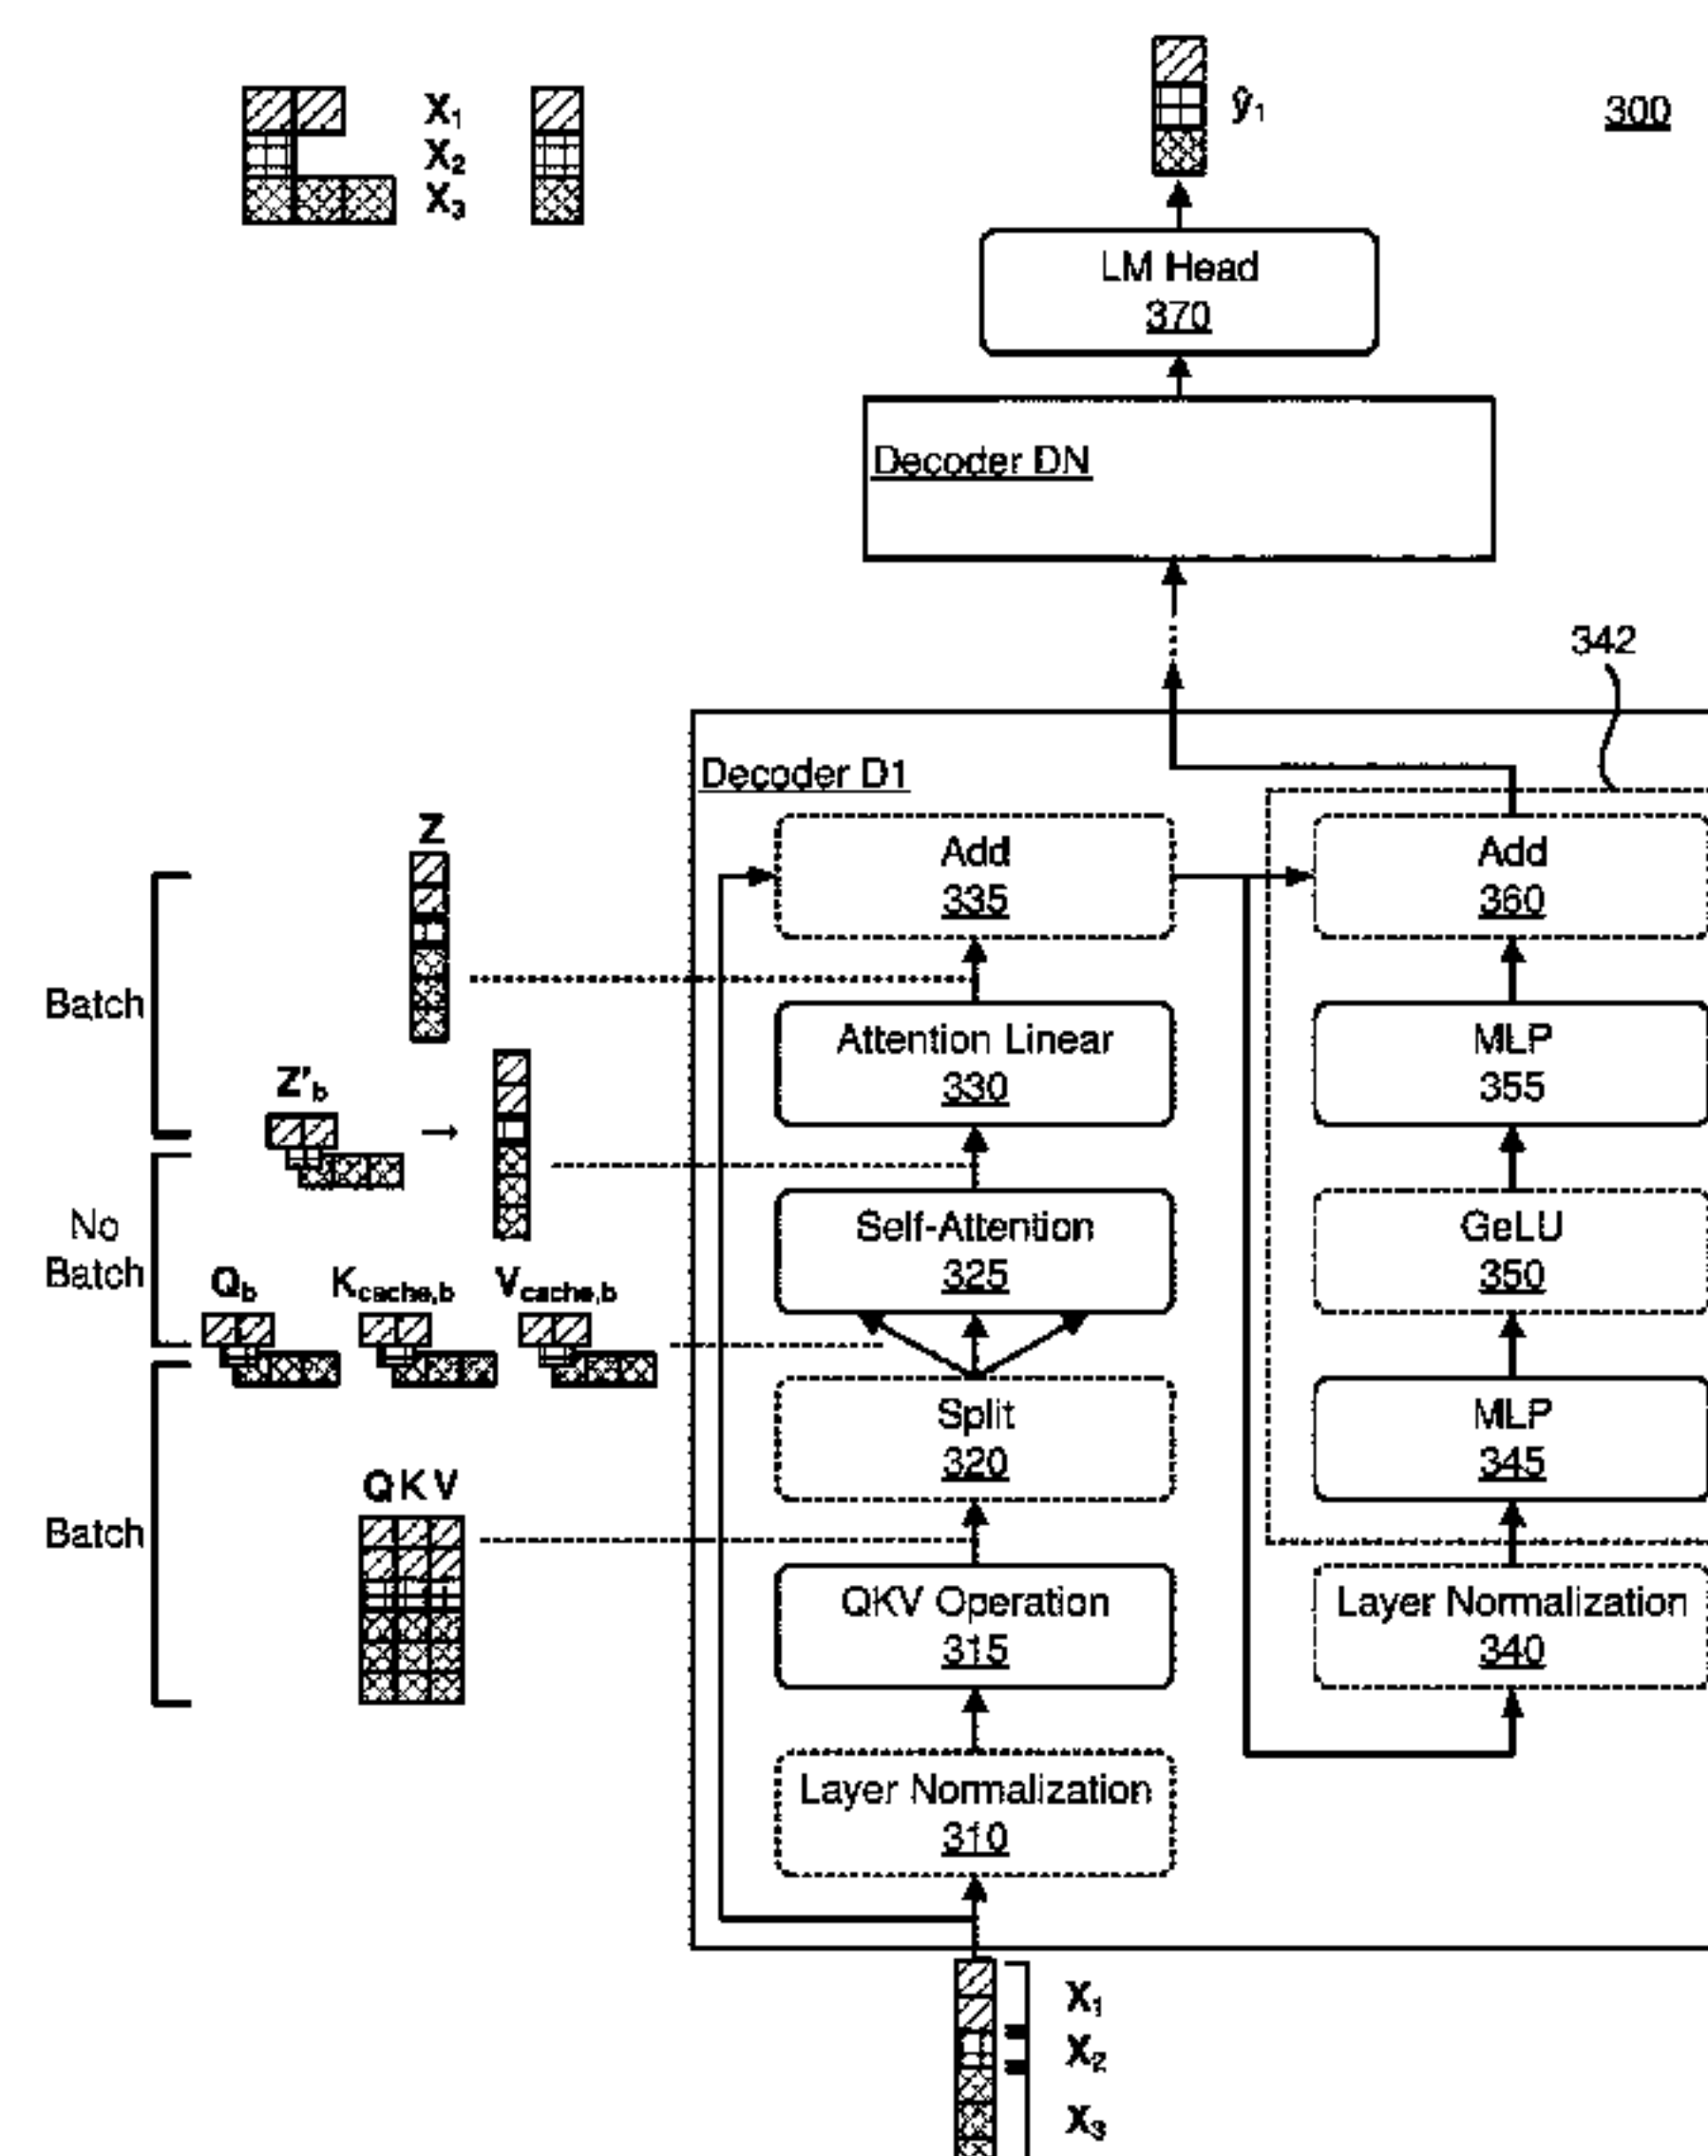 X₁
X₂
X₃
ŷ₁
300
LM Head
370
Decoder DN
342
Decoder D1
Z
Add
335
Add
360
Batch
Attention Linear
330
MLP
355
Z'b
No
Batch
Self-Attention
325
GeLU
350
Qb
Kcache,b
Vcache,b
Split
320
MLP
345
Q K V
Batch
QKV Operation
315
Layer Normalization
340
Layer Normalization
310
X₁
X₂
X₃